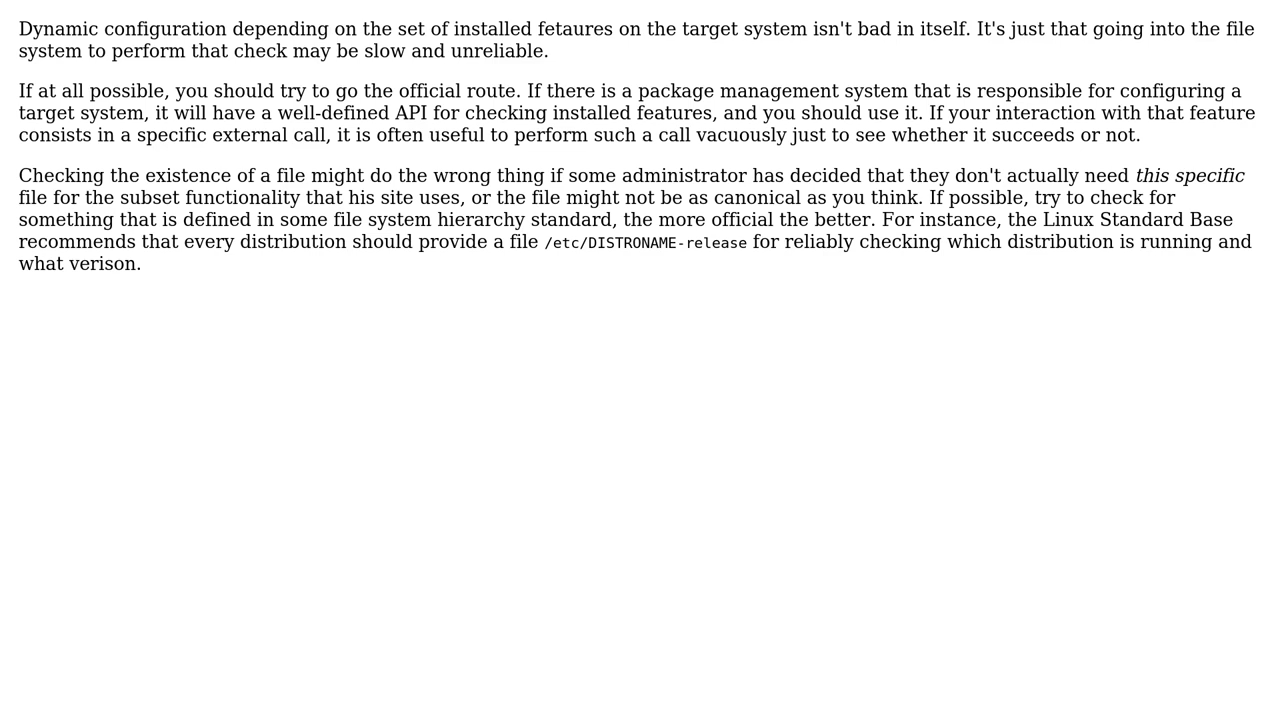 Dynamic configuration depending on the set of installed fetaures on the target system isn't bad in itself. It's just that going into the file
system to perform that check may be slow and unreliable.
If at all possible, you should try to go the official route. If there is a package management system that is responsible for configuring a
target system, it will have a well-defined API for checking installed features, and you should use it. If your interaction with that feature
consists in a specific external call, it is often useful to perform such a call vacuously just to see whether it succeeds or not.
Checking the existence of a file might do the wrong thing if some administrator has decided that they don't actually need this specific
file for the subset functionality that his site uses, or the file might not be as canonical as you think. If possible, try to check for
something that is defined in some file system hierarchy standard, the more official the better. For instance, the Linux Standard Base
recommends that every distribution should provide a file /etc/DISTRONAME-release for reliably checking which distribution is running and
what verison.